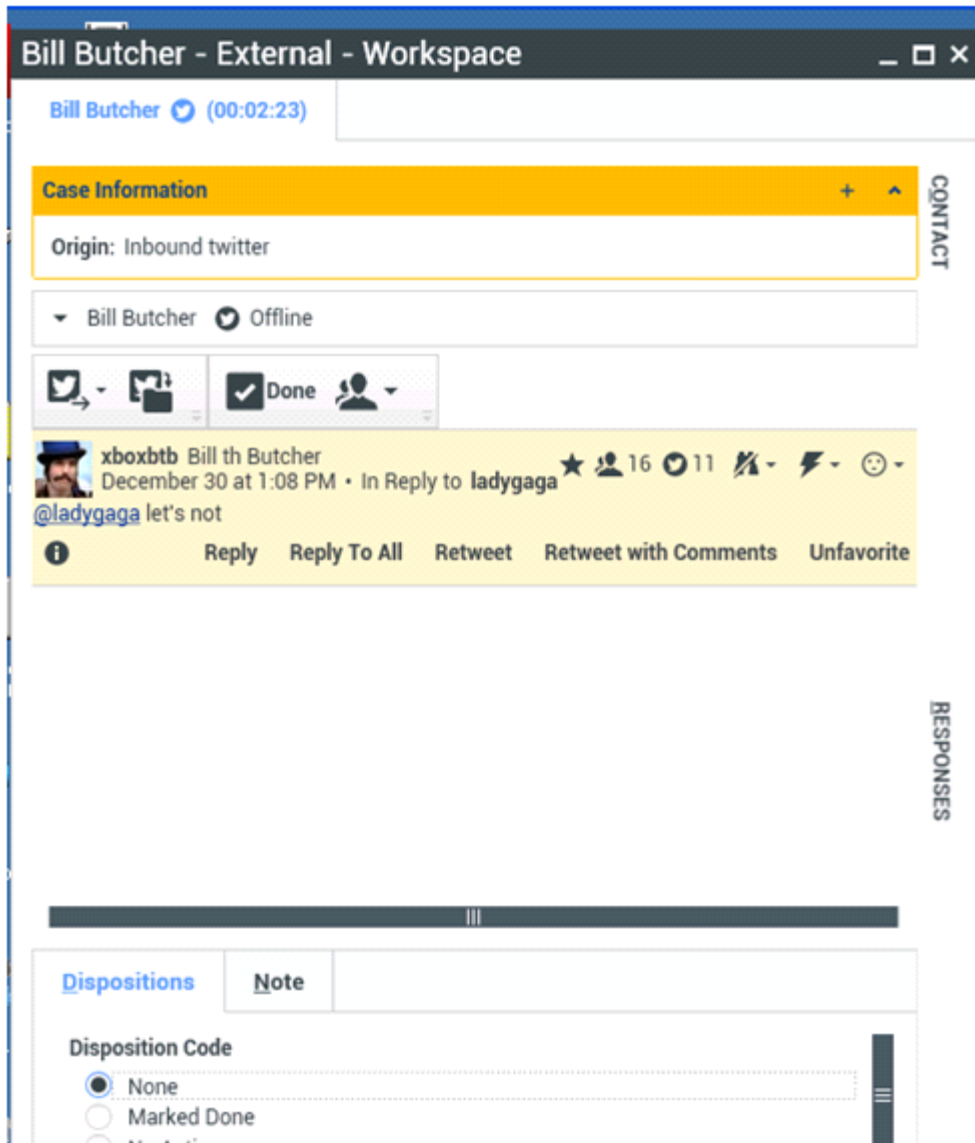 Bill Butcher - External - Workspace
Bill Butcher (00:02:23)
Case Information
Origin: Inbound twitter
CONTACT
Bill Butcher Offline
Done
xboxbtb Bill th Butcher
16 11
December 30 at 1:08 PM • In Reply to ladygaga
@ladygaga let's not
Reply Reply To All Retweet Retweet with Comments Unfavorite
RESPONSES
Dispositions Note
Disposition Code
None
Marked Done